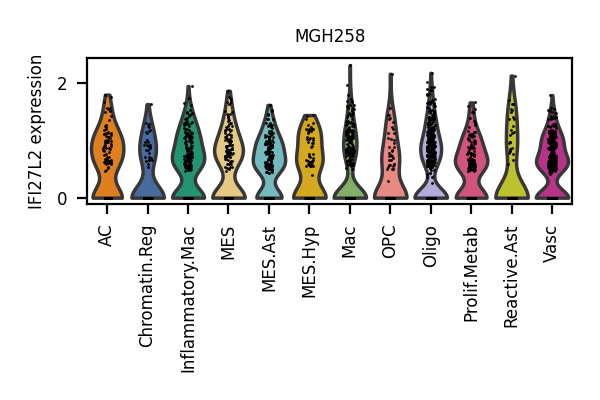 MGH258
IFI27L2 expression
2
0
AC
Chromatin.Reg
Inflammatory.Mac
MES
MES.Ast
MES.Hyp
Mac
OPC
Oligo
Prolif.Metab
Reactive.Ast
Vasc